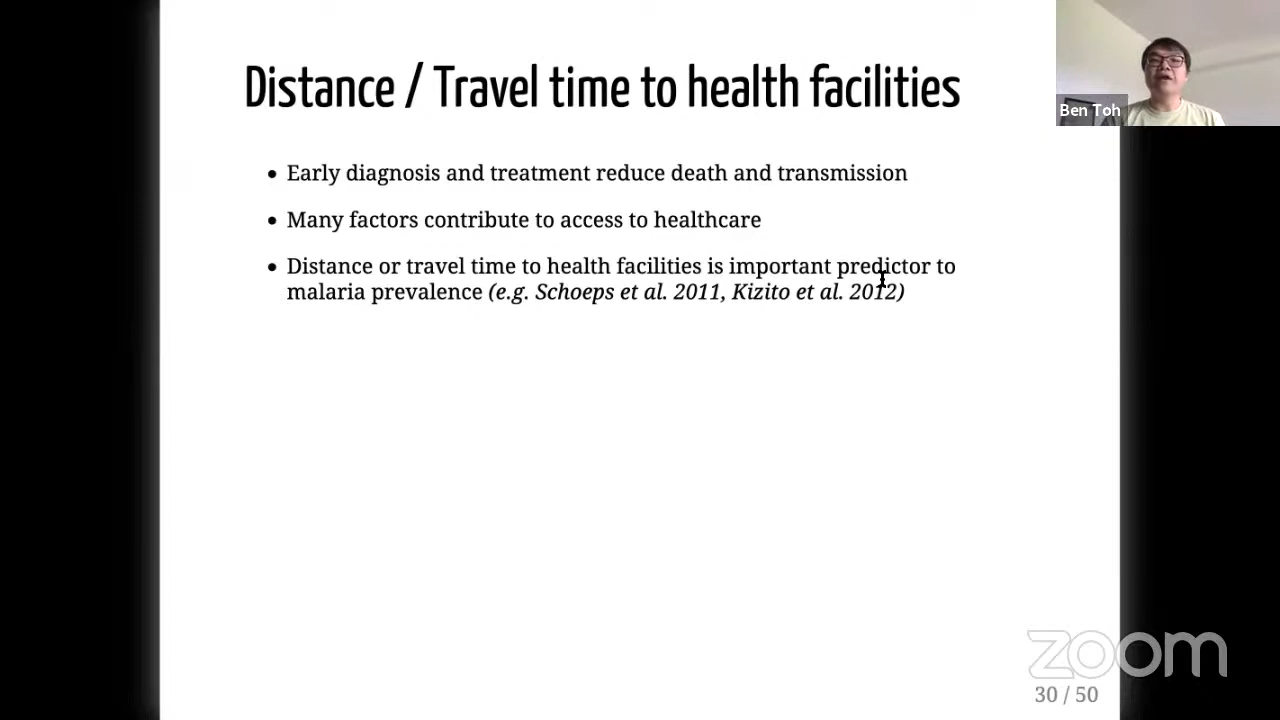 Distance / Travel time to health facilities
Ben Toh
• Early diagnosis and treatment reduce death and transmission
• Many factors contribute to access to healthcare
• Distance or travel time to health facilities is important predictor to
malaria prevalence (e.g. Schoeps et al. 2011, Kizito et al. 2012)
zoom
30 / 50